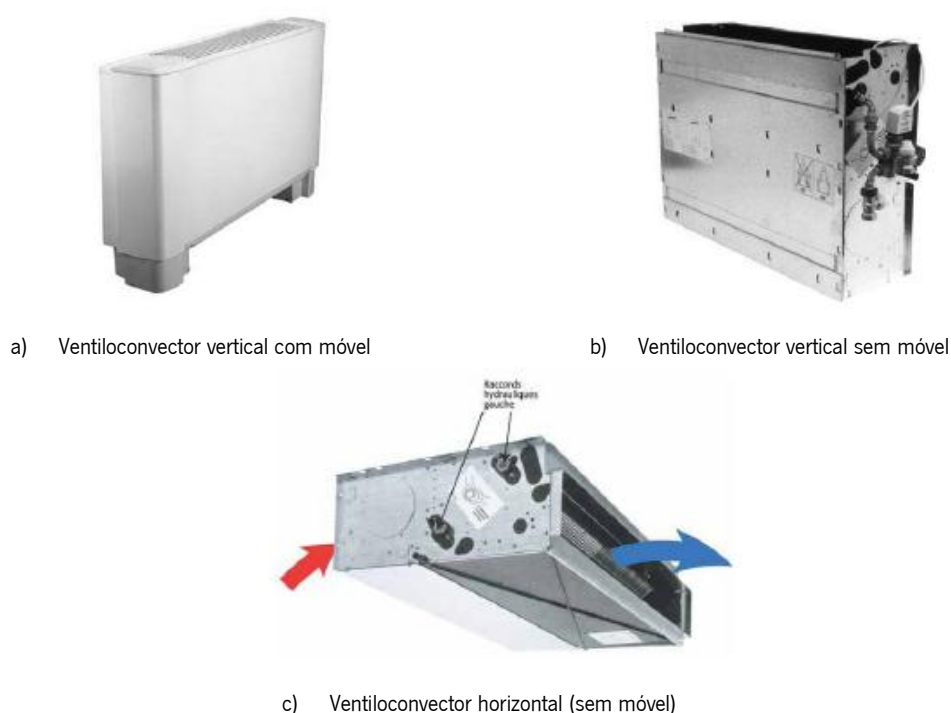 a) Ventiloconvector vertical com móvel
b) Ventiloconvector vertical sem móvel
Raccords
hydrauliques
gauche
c) Ventiloconvector horizontal (sem móvel)